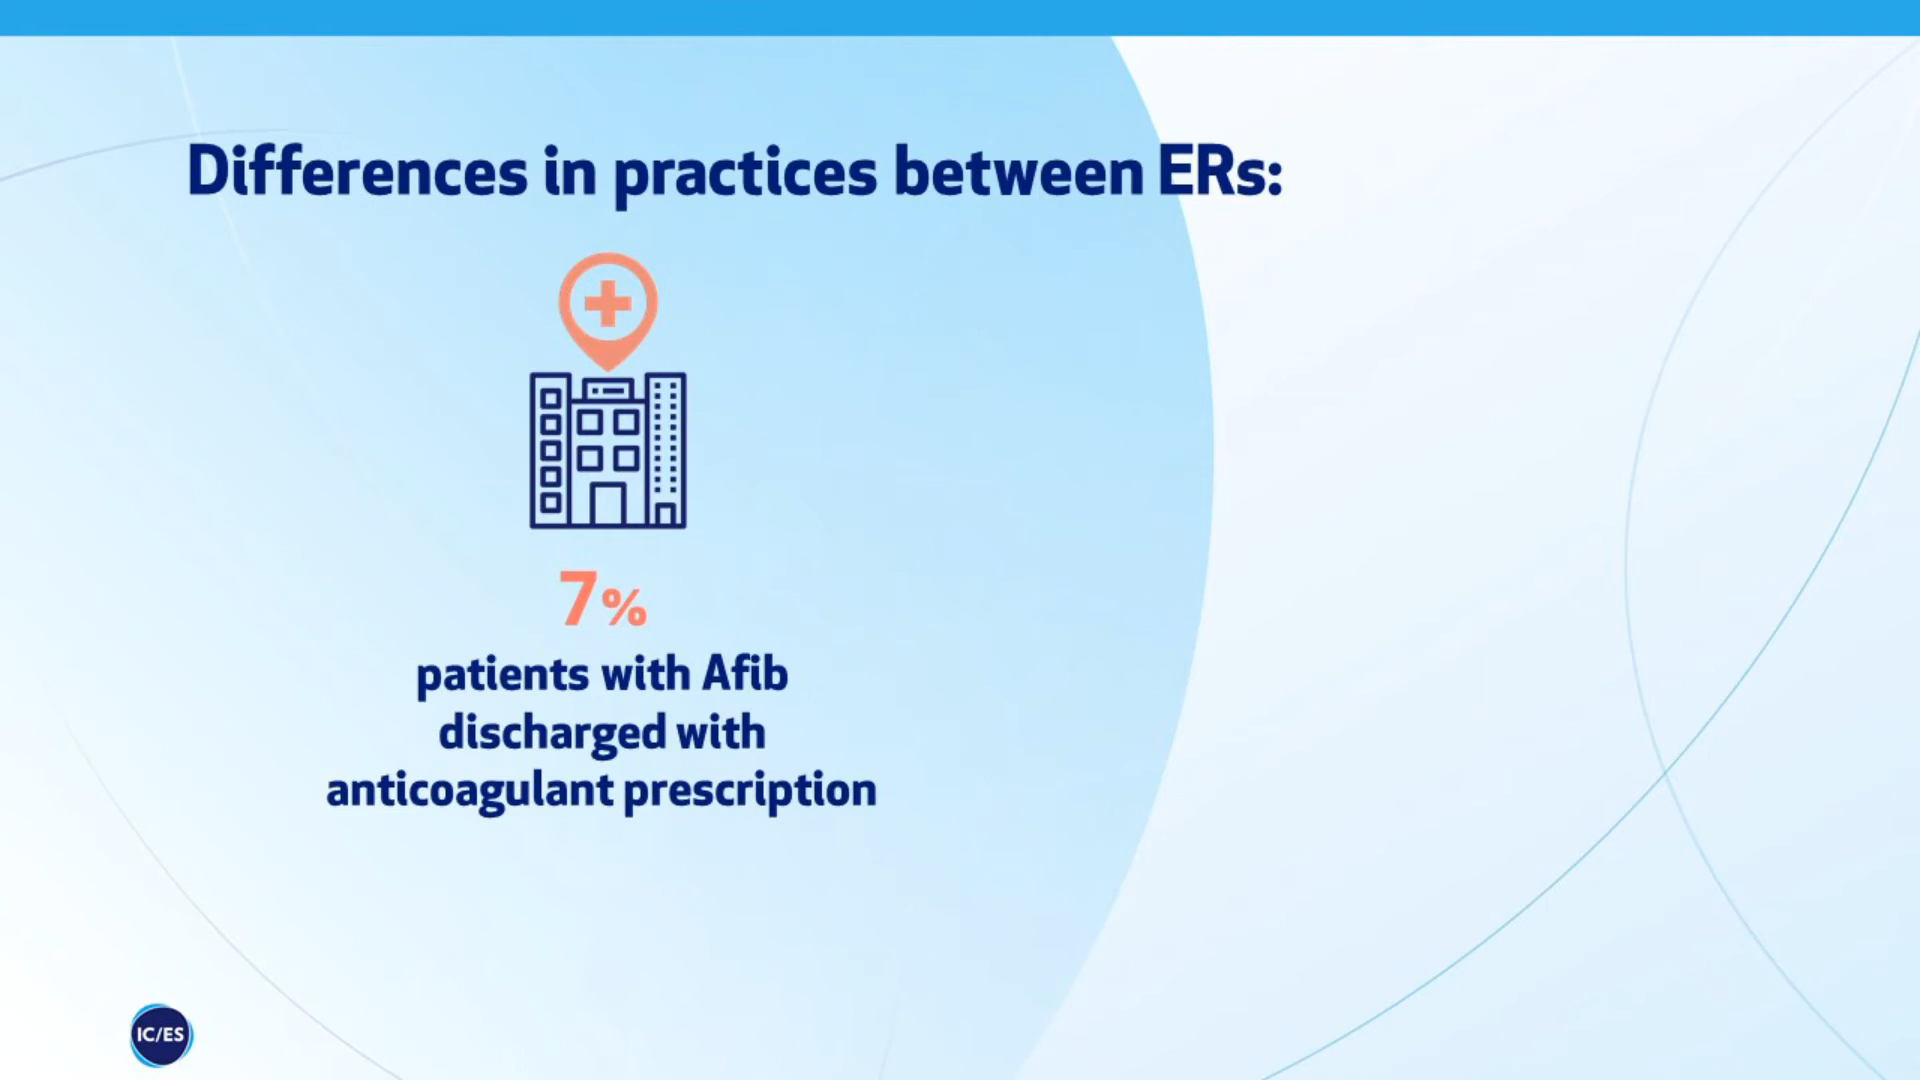 Differences in practices between ERs:
7%
patients with Afib
discharged with
anticoagulant prescription
IC/ES